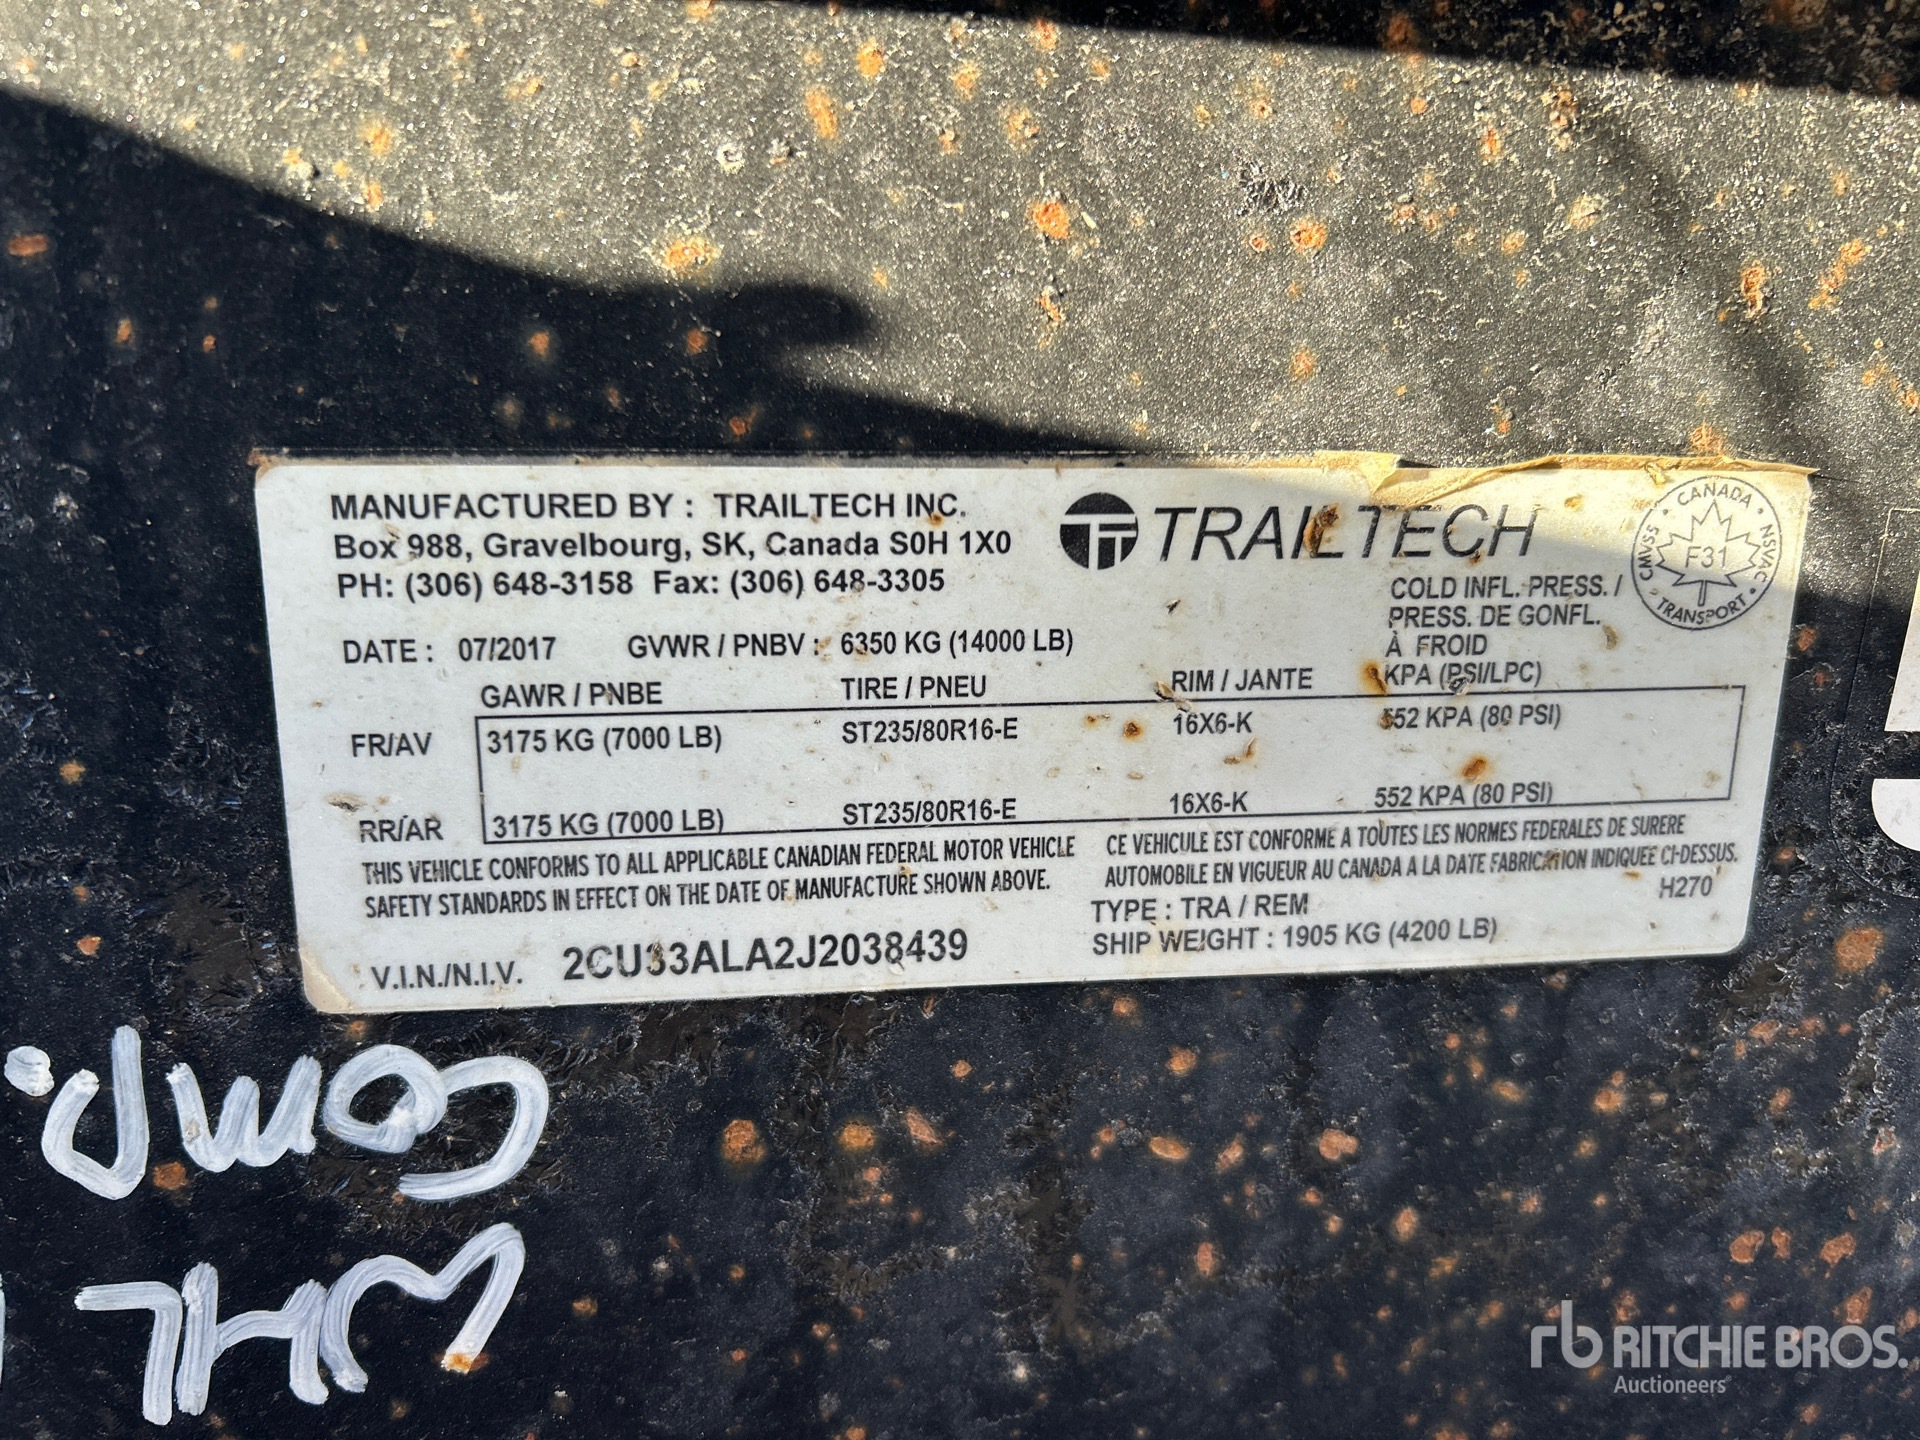 MANUFACTURED BY : TRAILTECH INC.
Box 988, Gravelbourg, SK, Canada S0H 1X0
PH: (306) 648-3158 Fax: (306) 648-3305
TRAILTECH
CANADA
CMVSS
NSVAC
F31
TRANSPORT
COLD INFL. PRESS. /
PRESS. DE GONFL.
À FROID
KPA (PSI/LPC)
DATE : 07/2017 GVWR / PNBV : 6350 KG (14000 LB)
GAWR / PNBE TIRE / PNEU RIM / JANTE
FR/AV 3175 KG (7000 LB) ST235/80R16-E 16X6-K 552 KPA (80 PSI)
RR/AR 3175 KG (7000 LB) ST235/80R16-E 16X6-K 552 KPA (80 PSI)
THIS VEHICLE CONFORMS TO ALL APPLICABLE CANADIAN FEDERAL MOTOR VEHICLE
SAFETY STANDARDS IN EFFECT ON THE DATE OF MANUFACTURE SHOWN ABOVE.
CE VEHICULE EST CONFORME A TOUTES LES NORMES FEDERALES DE SURERE
AUTOMOBILE EN VIGUEUR AU CANADA A LA DATE FABRICATION INDIQUEE CI-DESSUS.
H270
TYPE : TRA / REM
SHIP WEIGHT : 1905 KG (4200 LB)
V.I.N./N.I.V. 2CU33ALA2J2038439
COMP.
rb RITCHIE BROS.
Auctioneers